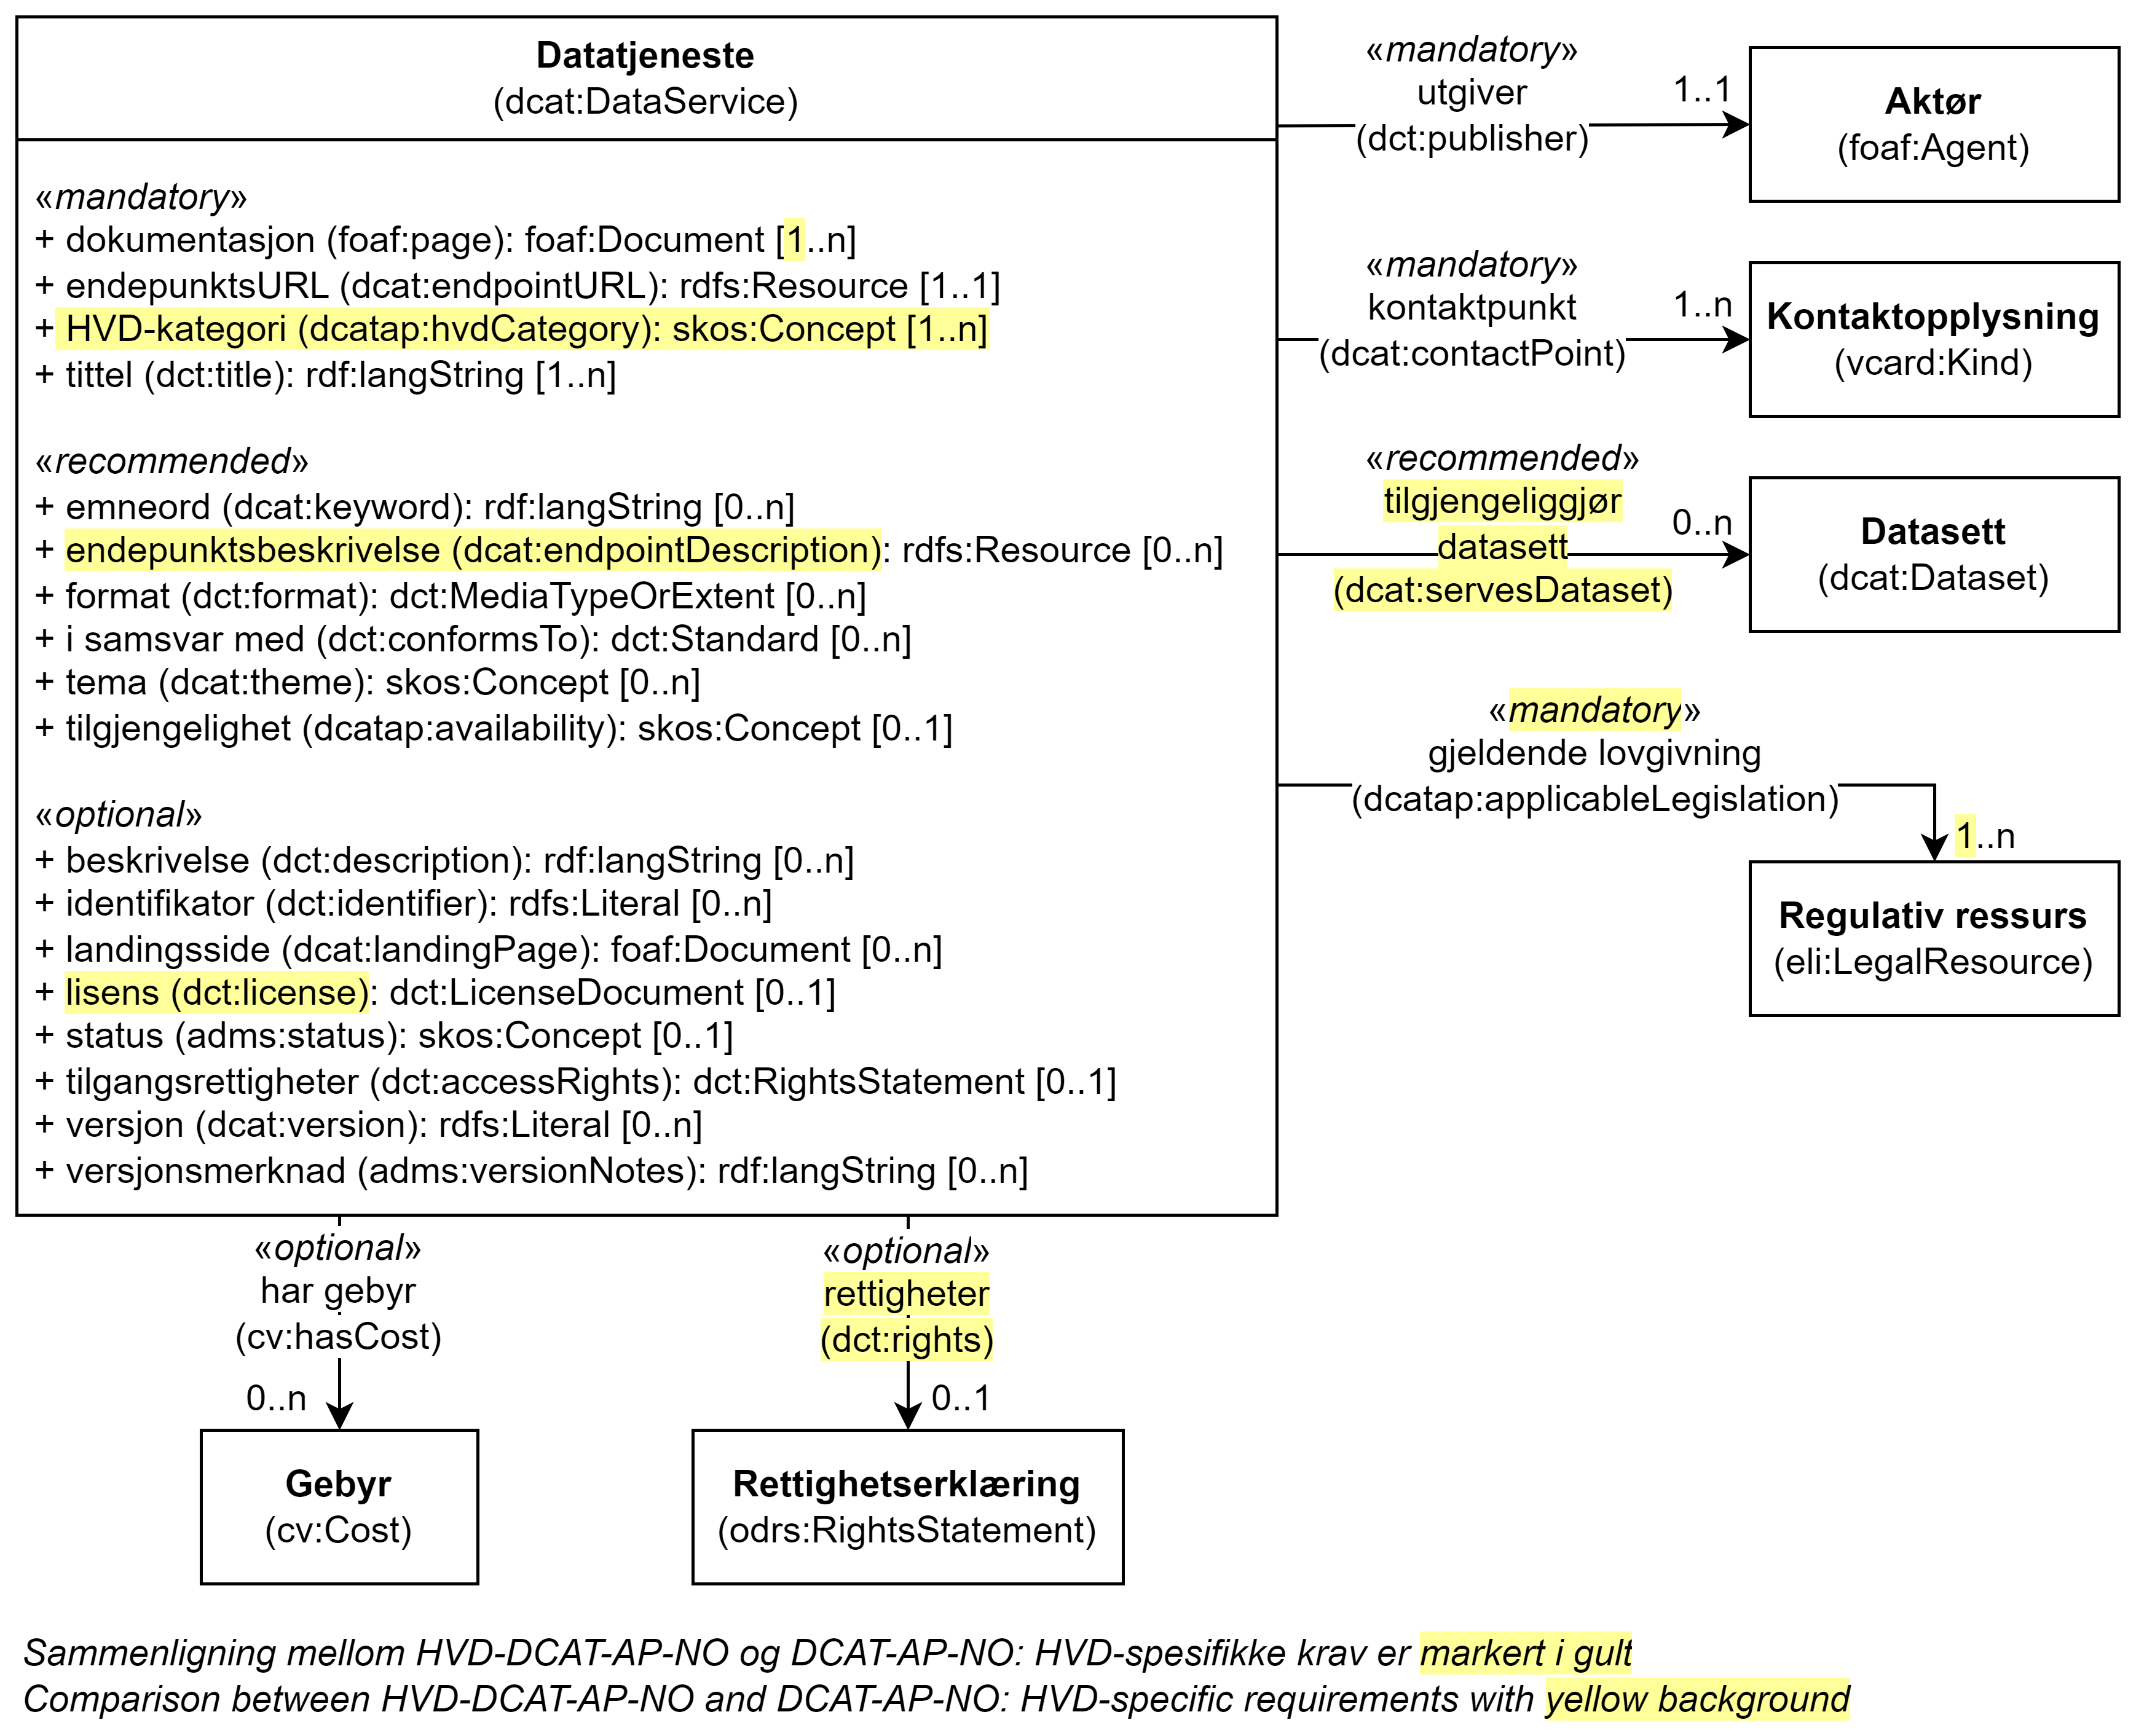 Datatjeneste
(dcat:DataService)
«mandatory»
+ dokumentasjon (foaf:page): foaf:Document [1..n]
+ endepunktsURL (dcat:endpointURL): rdfs:Resource [1..1]
+ HVD-kategori (dcatap:hvdCategory): skos:Concept [1..n]
+ tittel (dct:title): rdf:langString [1..n]
«recommended»
+ emneord (dcat:keyword): rdf:langString [0..n]
+ endepunktsbeskrivelse (dcat:endpointDescription): rdfs:Resource [0..n]
+ format (dct:format): dct:MediaTypeOrExtent [0..n]
+ i samsvar med (dct:conformsTo): dct:Standard [0..n]
+ tema (dcat:theme): skos:Concept [0..n]
+ tilgjengelighet (dcatap:availability): skos:Concept [0..1]
«optional»
+ beskrivelse (dct:description): rdf:langString [0..n]
+ identifikator (dct:identifier): rdfs:Literal [0..n]
+ landingsside (dcat:landingPage): foaf:Document [0..n]
+ lisens (dct:license): dct:LicenseDocument [0..1]
+ status (adms:status): skos:Concept [0..1]
+ tilgangsrettigheter (dct:accessRights): dct:RightsStatement [0..1]
+ versjon (dcat:version): rdfs:Literal [0..n]
+ versjonsmerknad (adms:versionNotes): rdf:langString [0..n]
«mandatory»
utgiver
(dct:publisher)
1..1
Aktør
(foaf:Agent)
«mandatory»
kontaktpunkt
(dcat:contactPoint)
1..n
Kontaktopplysning
(vcard:Kind)
«recommended»
tilgjengeliggjør
datasett
(dcat:servesDataset)
0..n
Datasett
(dcat:Dataset)
«mandatory»
gjeldende lovgivning
(dcatap:applicableLegislation)
1..n
Regulativ ressurs
(eli:LegalResource)
«optional»
har gebyr
(cv:hasCost)
0..n
Gebyr
(cv:Cost)
«optional»
rettigheter
(dct:rights)
0..1
Rettighetserklæring
(odrs:RightsStatement)
Sammenligning mellom HVD-DCAT-AP-NO og DCAT-AP-NO: HVD-spesifikke krav er markert i gult
Comparison between HVD-DCAT-AP-NO and DCAT-AP-NO: HVD-specific requirements with yellow background